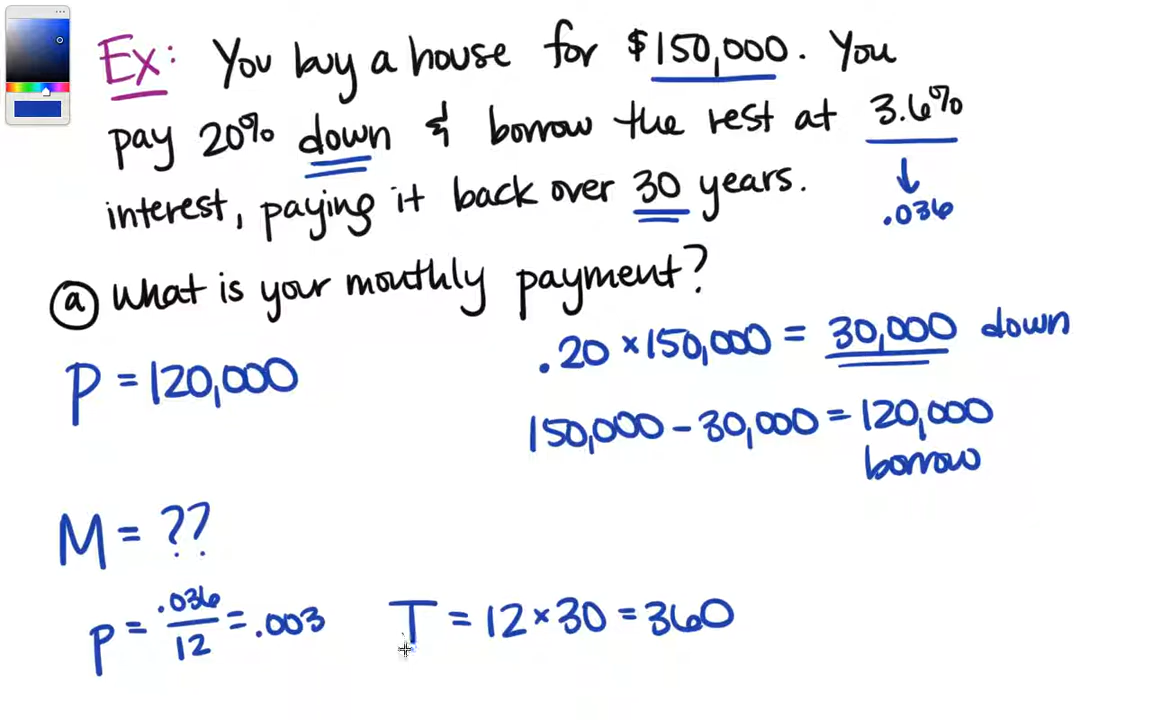 Ex: You buy a house for $150,000. You
pay 20% down & borrow the rest at 3.6%
interest, paying it back over 30 years.
.036
ⓐ What is your monthly payment?
.20 × 150,000 = 30,000 down
P = 120,000
150,000 - 30,000 = 120,000
borrow
M = ??
p = .036/12 = .003 T = 12 × 30 = 360